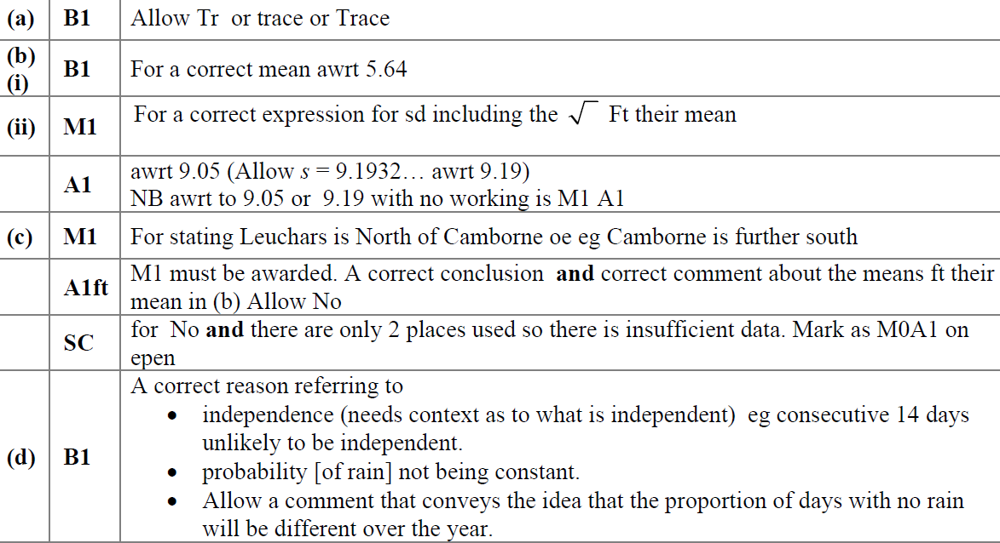 (a) B1 Allow Tr or trace or Trace
(b)
(i) B1 For a correct mean awrt 5.64
(ii) M1 For a correct expression for sd including the √ Ft their mean
A1 awrt 9.05 (Allow s = 9.1932… awrt 9.19)
NB awrt to 9.05 or 9.19 with no working is M1 A1
(c) M1 For stating Leuchars is North of Camborne oe eg Camborne is further south
A1ft M1 must be awarded. A correct conclusion and correct comment about the means ft their
mean in (b) Allow No
SC for No and there are only 2 places used so there is insufficient data. Mark as M0A1 on
epen
(d) B1 A correct reason referring to
• independence (needs context as to what is independent) eg consecutive 14 days
unlikely to be independent.
• probability [of rain] not being constant.
• Allow a comment that conveys the idea that the proportion of days with no rain
will be different over the year.